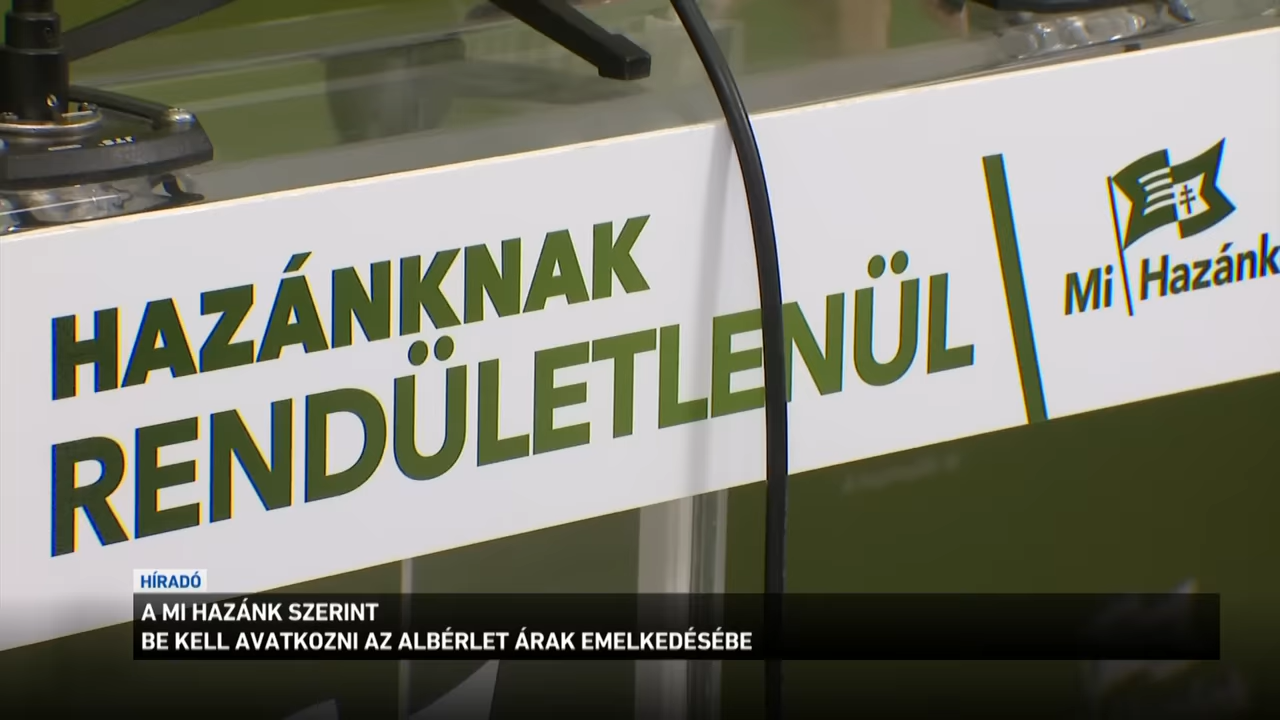 HAZÁNKNAK
RENDÜLETLENÜL
Mi Hazánk
HÍRADÓ
A MI HAZÁNK SZERINT
BE KELL AVATKOZNI AZ ALBÉRLET ÁRAK EMELKEDÉSÉBE